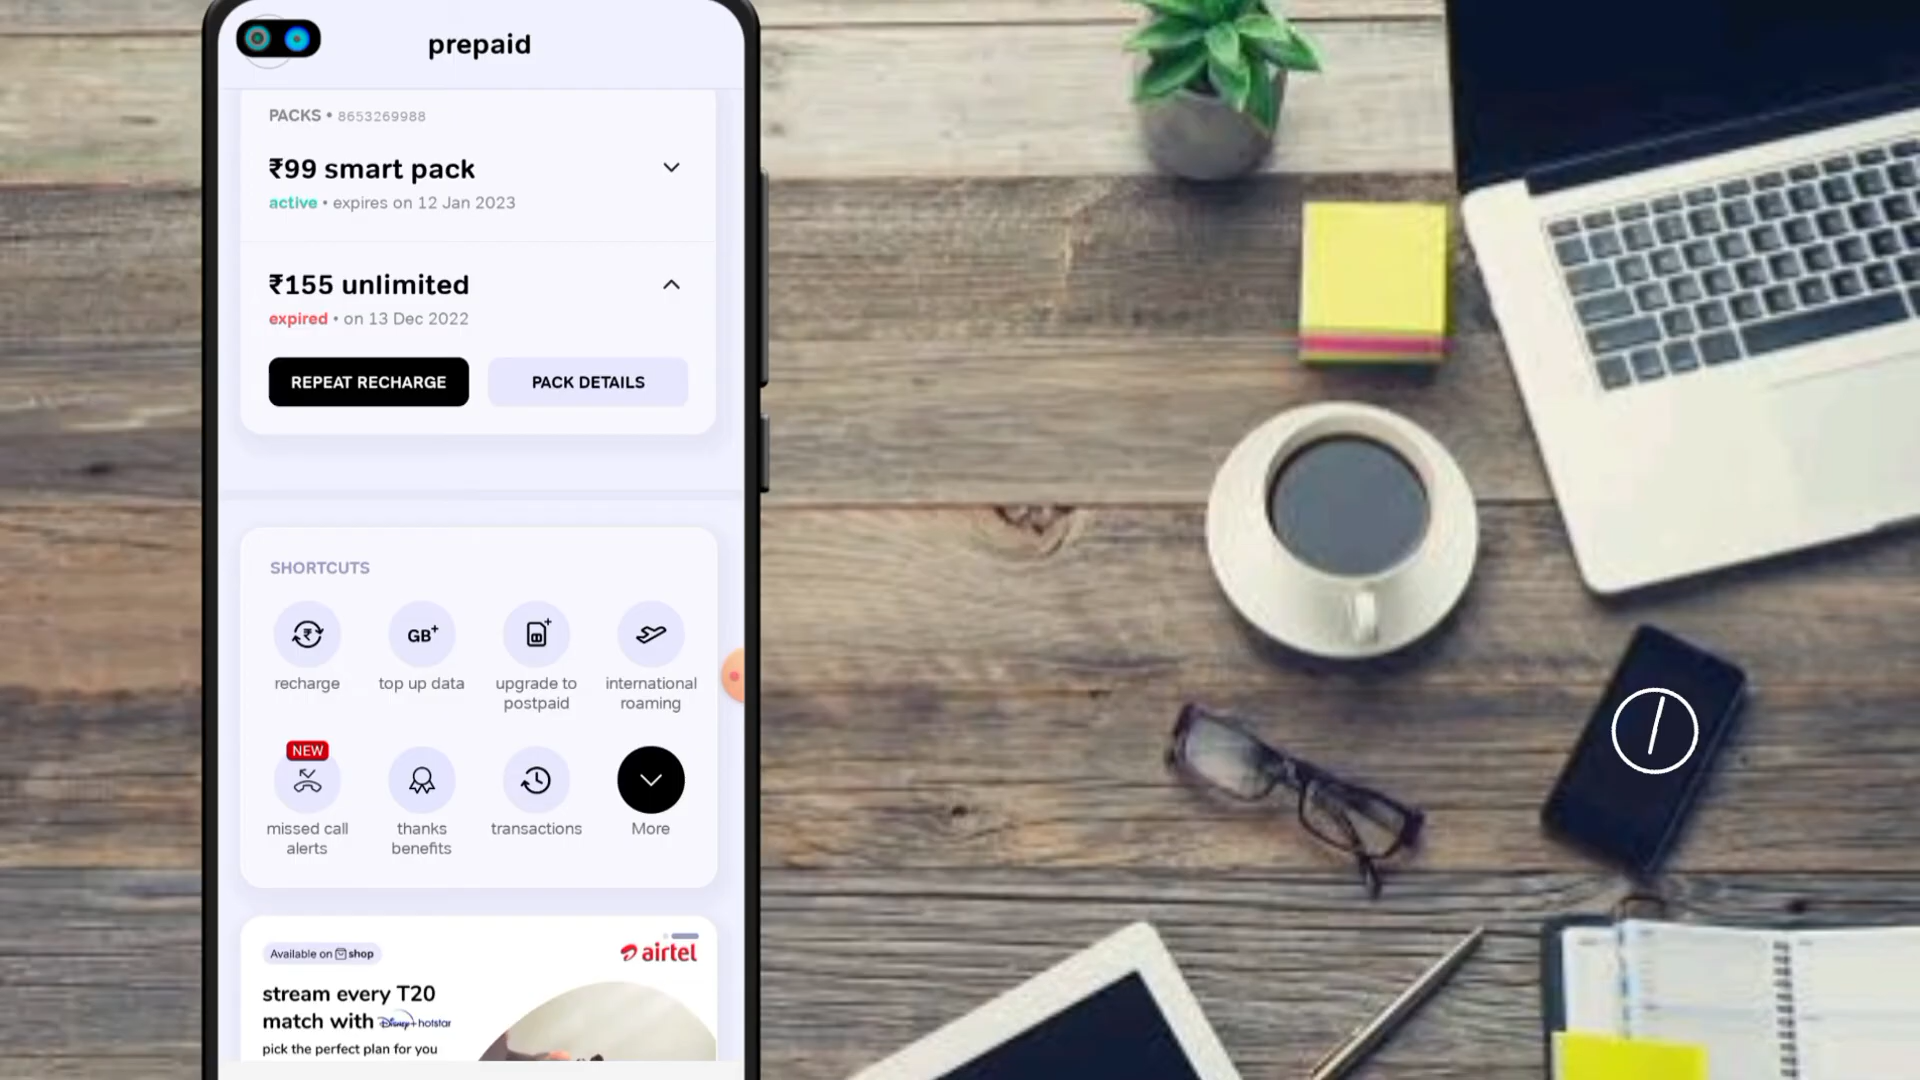 prepaid
PACKS • 8653269988
₹99 smart pack
active • expires on 12 Jan 2023
₹155 unlimited
expired • on 13 Dec 2022
REPEAT RECHARGE
PACK DETAILS
SHORTCUTS
GB+
recharge
top up data
upgrade to
postpaid
international
roaming
NEW
missed call
alerts
thanks
benefits
transactions
More
Available on shop
airtel
stream every T20
match with Disney+ hotstar
pick the perfect plan for you